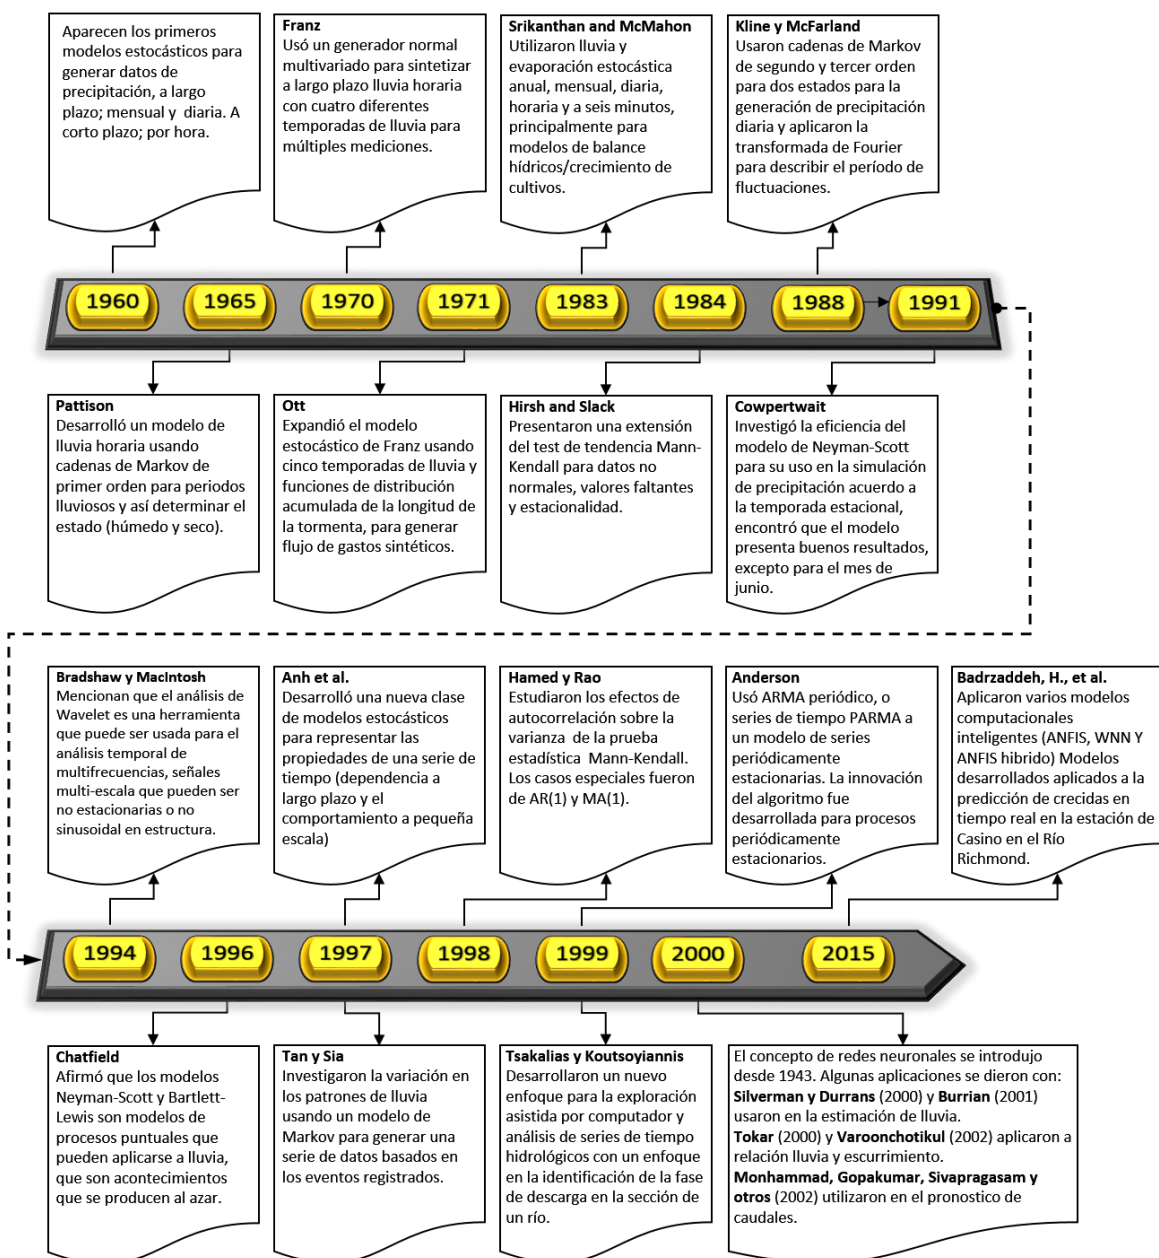 Aparecen los primeros
modelos estocásticos para
generar datos de
precipitación, a largo
plazo; mensual y diaria. A
corto plazo; por hora.
Franz
Usó un generador normal
multivariado para sintetizar
a largo plazo lluvia horaria
con cuatro diferentes
temporadas de lluvia para
múltiples mediciones.
Srikanthan and McMahon
Utilizaron lluvia y
evaporación estocástica
anual, mensual, diaria,
horaria y a seis minutos,
principalmente para
modelos de balance
hídricos/crecimiento de
cultivos.
Kline y McFarland
Usaron cadenas de Markov
de segundo y tercer orden
para dos estados para la
generación de precipitación
diaria y aplicaron la
transformada de Fourier
para describir el período de
fluctuaciones.
1960
1965
1970
1971
1983
1984
1988
1991
Pattison
Desarrolló un modelo de
lluvia horaria usando
cadenas de Markov de
primer orden para periodos
lluviosos y así determinar el
estado (húmedo y seco).
Ott
Expandió el modelo
estocástico de Franz usando
cinco temporadas de lluvia y
funciones de distribución
acumulada de la longitud de
la tormenta, para generar
flujo de gastos sintéticos.
Hirsh and Slack
Presentaron una extensión
del test de tendencia Mann-
Kendall para datos no
normales, valores faltantes
y estacionalidad.
Cowpertwait
Investigó la eficiencia del
modelo de Neyman-Scott
para su uso en la simulación
de precipitación acuerdo a
la temporada estacional,
encontró que el modelo
presenta buenos resultados,
excepto para el mes de
junio.
Bradshaw y MacIntosh
Mencionan que el análisis de
Wavelet es una herramienta
que puede ser usada para el
análisis temporal de
multifrecuencias, señales
multi-escala que pueden ser
no estacionarias o no
sinusoidal en estructura.
Anh et al.
Desarrolló una nueva clase
de modelos estocásticos
para representar las
propiedades de una serie de
tiempo (dependencia a
largo plazo y el
comportamiento a pequeña
escala)
Hamed y Rao
Estudiaron los efectos de
autocorrelación sobre la
varianza de la prueba
estadística Mann-Kendall.
Los casos especiales fueron
de AR(1) y MA(1).
Anderson
Usó ARMA periódico, o
series de tiempo PARMA a
un modelo de series
periódicamente
estacionarias. La innovación
del algoritmo fue
desarrollada para procesos
periódicamente
estacionarios.
Badrzaddeh, H., et al.
Aplicaron varios modelos
computacionales
inteligentes (ANFIS, WNN Y
ANFIS hibrido) Modelos
desarrollados aplicados a la
predicción de crecidas en
tiempo real en la estación de
Casino en el Río
Richmond.
1994
1996
1997
1998
1999
2000
2015
Chatfield
Afirmó que los modelos
Neyman-Scott y Bartlett-
Lewis son modelos de
procesos puntuales que
pueden aplicarse a lluvia,
que son acontecimientos
que se producen al azar.
Tan y Sia
Investigaron la variación en
los patrones de lluvia
usando un modelo de
Markov para generar una
serie de datos basados en
los eventos registrados.
Tsakalias y Koutsoyiannis
Desarrollaron un nuevo
enfoque para la exploración
asistida por computador y
análisis de series de tiempo
hidrológicos con un enfoque
en la identificación de la fase
de descarga en la sección de
un río.
El concepto de redes neuronales se introdujo
desde 1943. Algunas aplicaciones se dieron con:
Silverman y Durrans (2000) y Burrian (2001)
usaron en la estimación de lluvia.
Tokar (2000) y Varoonchotikul (2002) aplicaron a
relación lluvia y escurrimiento.
Monhammad, Gopakumar, Sivapragasam y
otros (2002) utilizaron en el pronostico de
caudales.